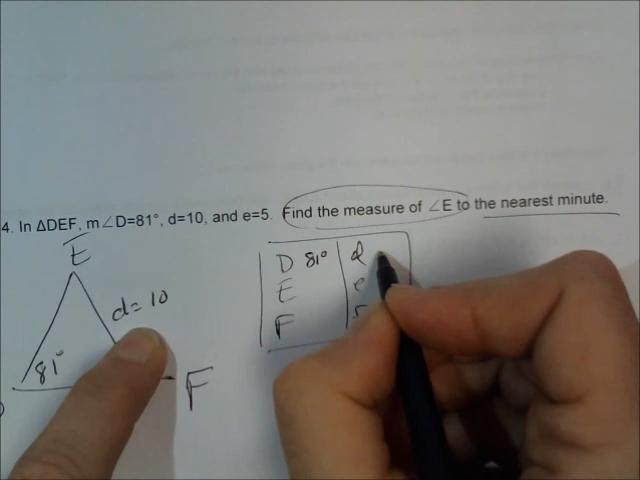 4. In ΔDEF, m∠D=81°, d=10, and e=5. Find the measure of ∠E to the nearest minute.
E
d=10
81°
F
D 81° d
E e
F